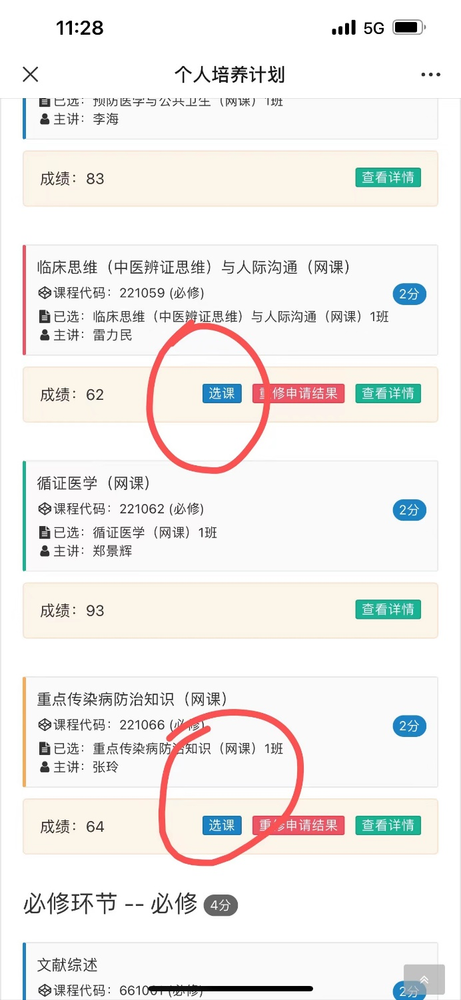 11:28
5G
个人培养计划
已选：预防医学与公共卫生（网课）1班
主讲：李海
成绩：83
查看详情
临床思维（中医辨证思维）与人际沟通（网课）
课程代码：221059 (必修)
2分
已选：临床思维（中医辨证思维）与人际沟通（网课）1班
主讲：雷力民
成绩：62
选课
重修申请结果
查看详情
循证医学（网课）
课程代码：221062 (必修)
2分
已选：循证医学（网课）1班
主讲：郑景辉
成绩：93
查看详情
重点传染病防治知识（网课）
课程代码：221066 (必修)
2分
已选：重点传染病防治知识（网课）1班
主讲：张玲
成绩：64
选课
重修申请结果
查看详情
必修环节 -- 必修 4分
文献综述
课程代码：661001 (必修)
2分